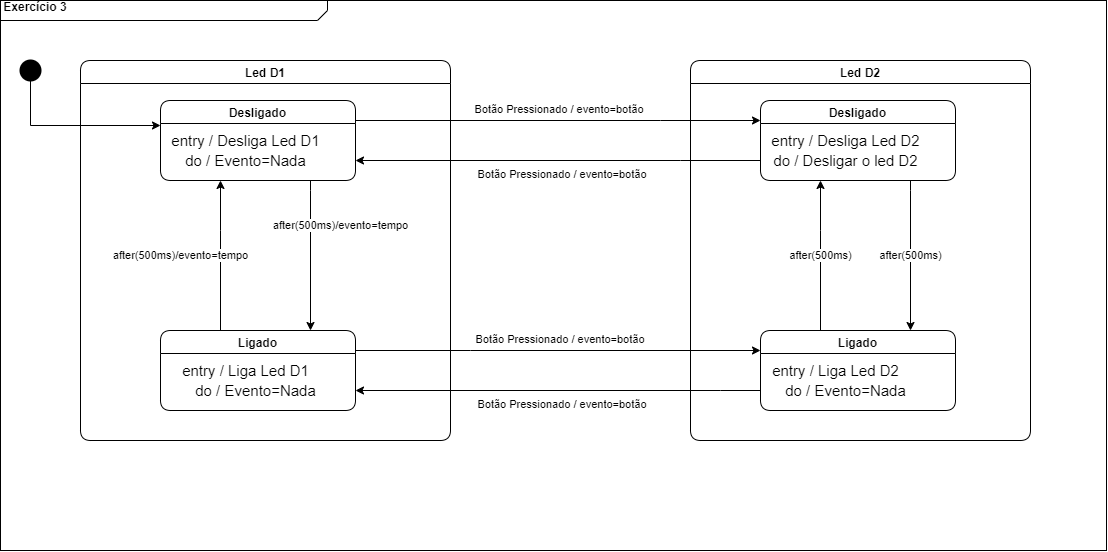 Exercício 3
Led D1
Desligado
entry / Desliga Led D1
do / Evento=Nada
after(500ms)/evento=tempo
after(500ms)/evento=tempo
Ligado
entry / Liga Led D1
do / Evento=Nada
Botão Pressionado / evento=botão
Botão Pressionado / evento=botão
Botão Pressionado / evento=botão
Botão Pressionado / evento=botão
Led D2
Desligado
entry / Desliga Led D2
do / Desligar o led D2
after(500ms)
after(500ms)
Ligado
entry / Liga Led D2
do / Evento=Nada